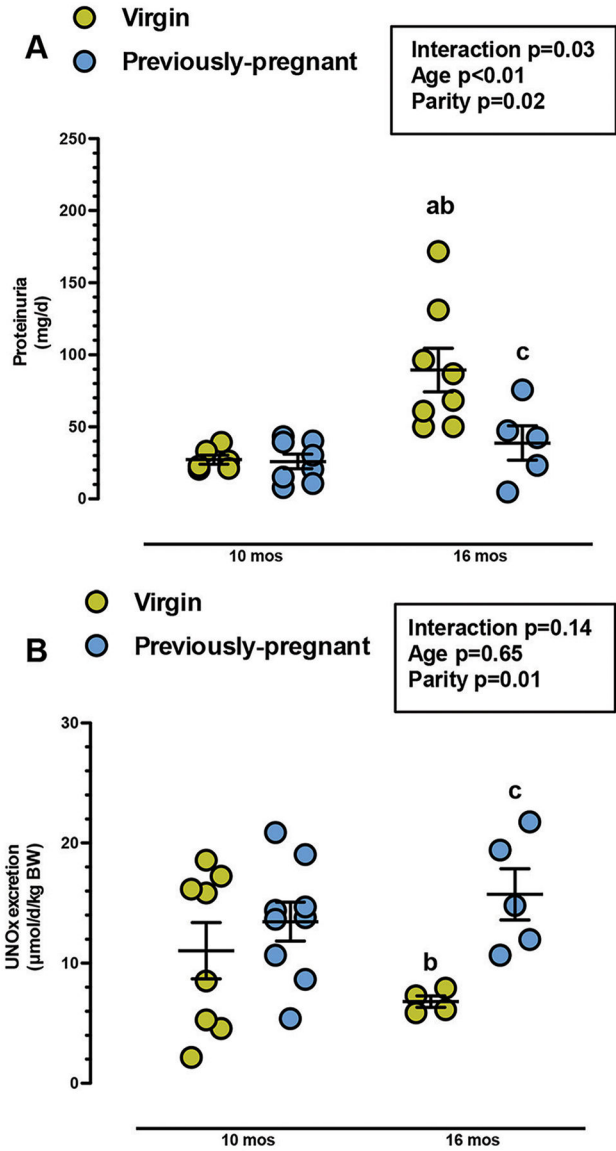 A
Virgin
Previously-pregnant
Interaction p=0.03
Age p<0.01
Parity p=0.02
Proteinuria
(mg/d)
250
200
150
100
50
0
ab
c
10 mos
16 mos
B
Virgin
Previously-pregnant
Interaction p=0.14
Age p=0.65
Parity p=0.01
UNOx excretion
(µmol/d/kg BW)
30
20
10
0
b
c
10 mos
16 mos